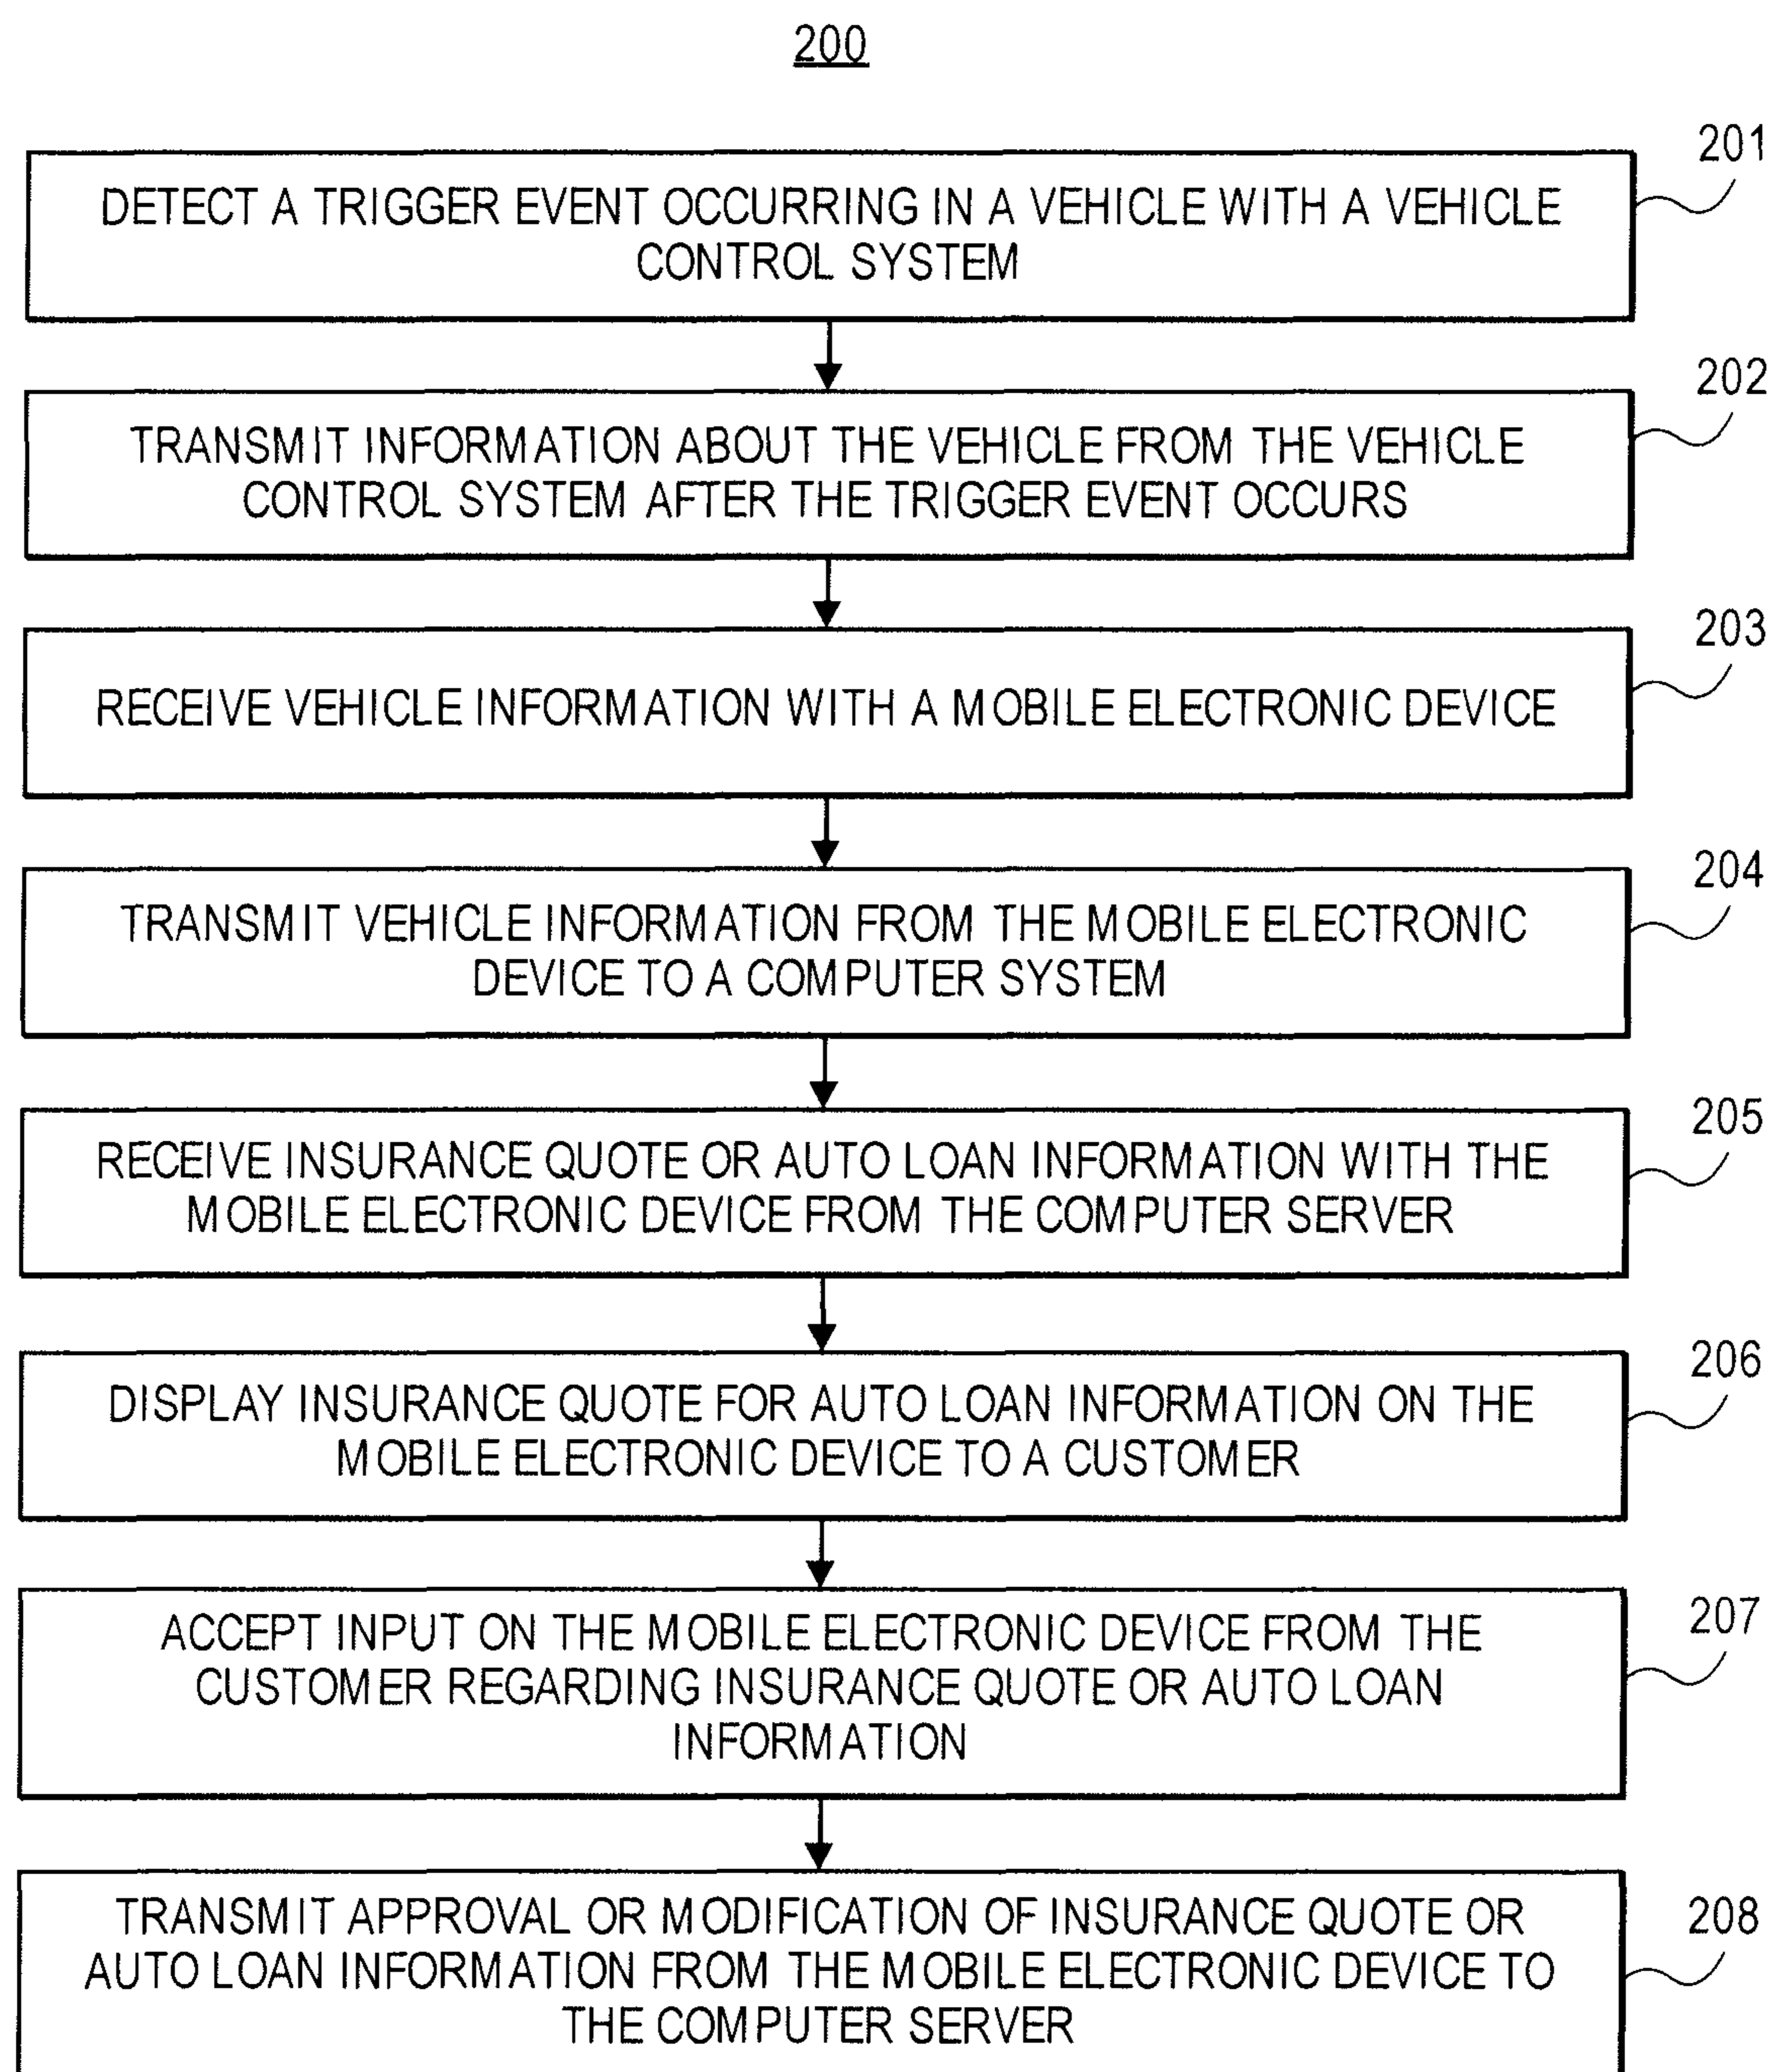 200
201
DETECT A TRIGGER EVENT OCCURRING IN A VEHICLE WITH A VEHICLE
CONTROL SYSTEM
202
TRANSMIT INFORMATION ABOUT THE VEHICLE FROM THE VEHICLE
CONTROL SYSTEM AFTER THE TRIGGER EVENT OCCURS
203
RECEIVE VEHICLE INFORMATION WITH A MOBILE ELECTRONIC DEVICE
204
TRANSMIT VEHICLE INFORMATION FROM THE MOBILE ELECTRONIC
DEVICE TO A COMPUTER SYSTEM
205
RECEIVE INSURANCE QUOTE OR AUTO LOAN INFORMATION WITH THE
MOBILE ELECTRONIC DEVICE FROM THE COMPUTER SERVER
206
DISPLAY INSURANCE QUOTE FOR AUTO LOAN INFORMATION ON THE
MOBILE ELECTRONIC DEVICE TO A CUSTOMER
207
ACCEPT INPUT ON THE MOBILE ELECTRONIC DEVICE FROM THE
CUSTOMER REGARDING INSURANCE QUOTE OR AUTO LOAN
INFORMATION
208
TRANSMIT APPROVAL OR MODIFICATION OF INSURANCE QUOTE OR
AUTO LOAN INFORMATION FROM THE MOBILE ELECTRONIC DEVICE TO
THE COMPUTER SERVER